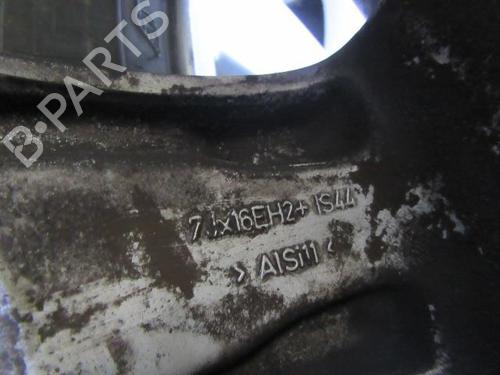 B·PARTS
7Jx16EH2+ IS44
> AlSi11 <